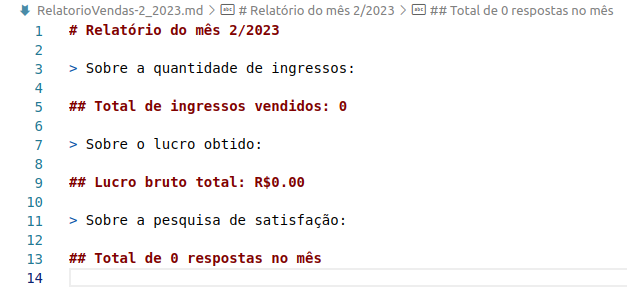 RelatorioVendas-2_2023.md > # Relatório do mês 2/2023 > ## Total de 0 respostas no mês
1 # Relatório do mês 2/2023
2
3 > Sobre a quantidade de ingressos:
4
5 ## Total de ingressos vendidos: 0
6
7 > Sobre o lucro obtido:
8
9 ## Lucro bruto total: R$0.00
10
11 > Sobre a pesquisa de satisfação:
12
13 ## Total de 0 respostas no mês
14